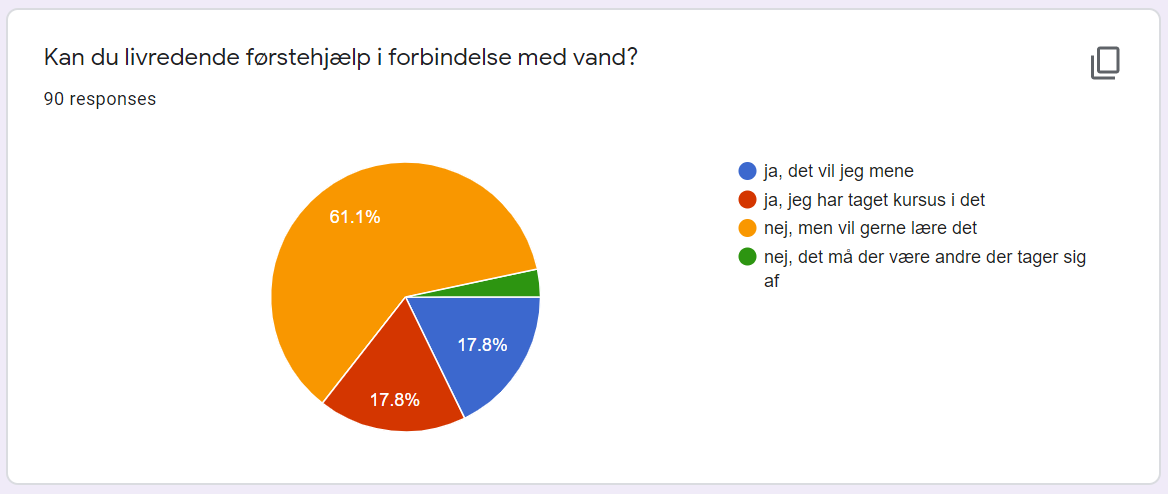 Kan du livredende førstehjælp i forbindelse med vand?
90 responses
61.1%
17.8%
17.8%
ja, det vil jeg mene
ja, jeg har taget kursus i det
nej, men vil gerne lære det
nej, det må der være andre der tager sig
af